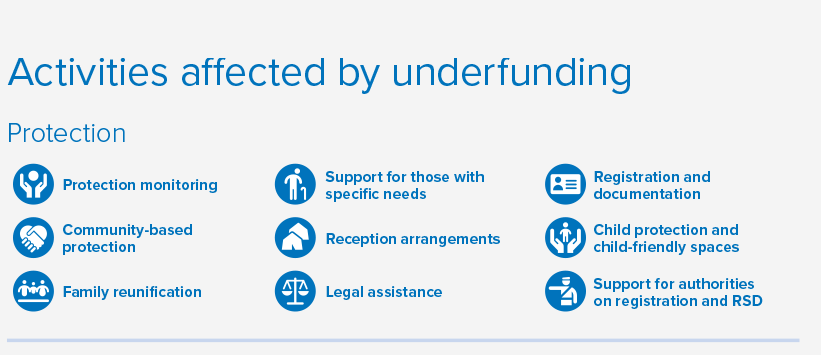 Activities affected by underfunding
Protection
Protection monitoring
Support for those with
specific needs
Registration and
documentation
Community-based
protection
Reception arrangements
Child protection and
child-friendly spaces
Family reunification
Legal assistance
Support for authorities
on registration and RSD